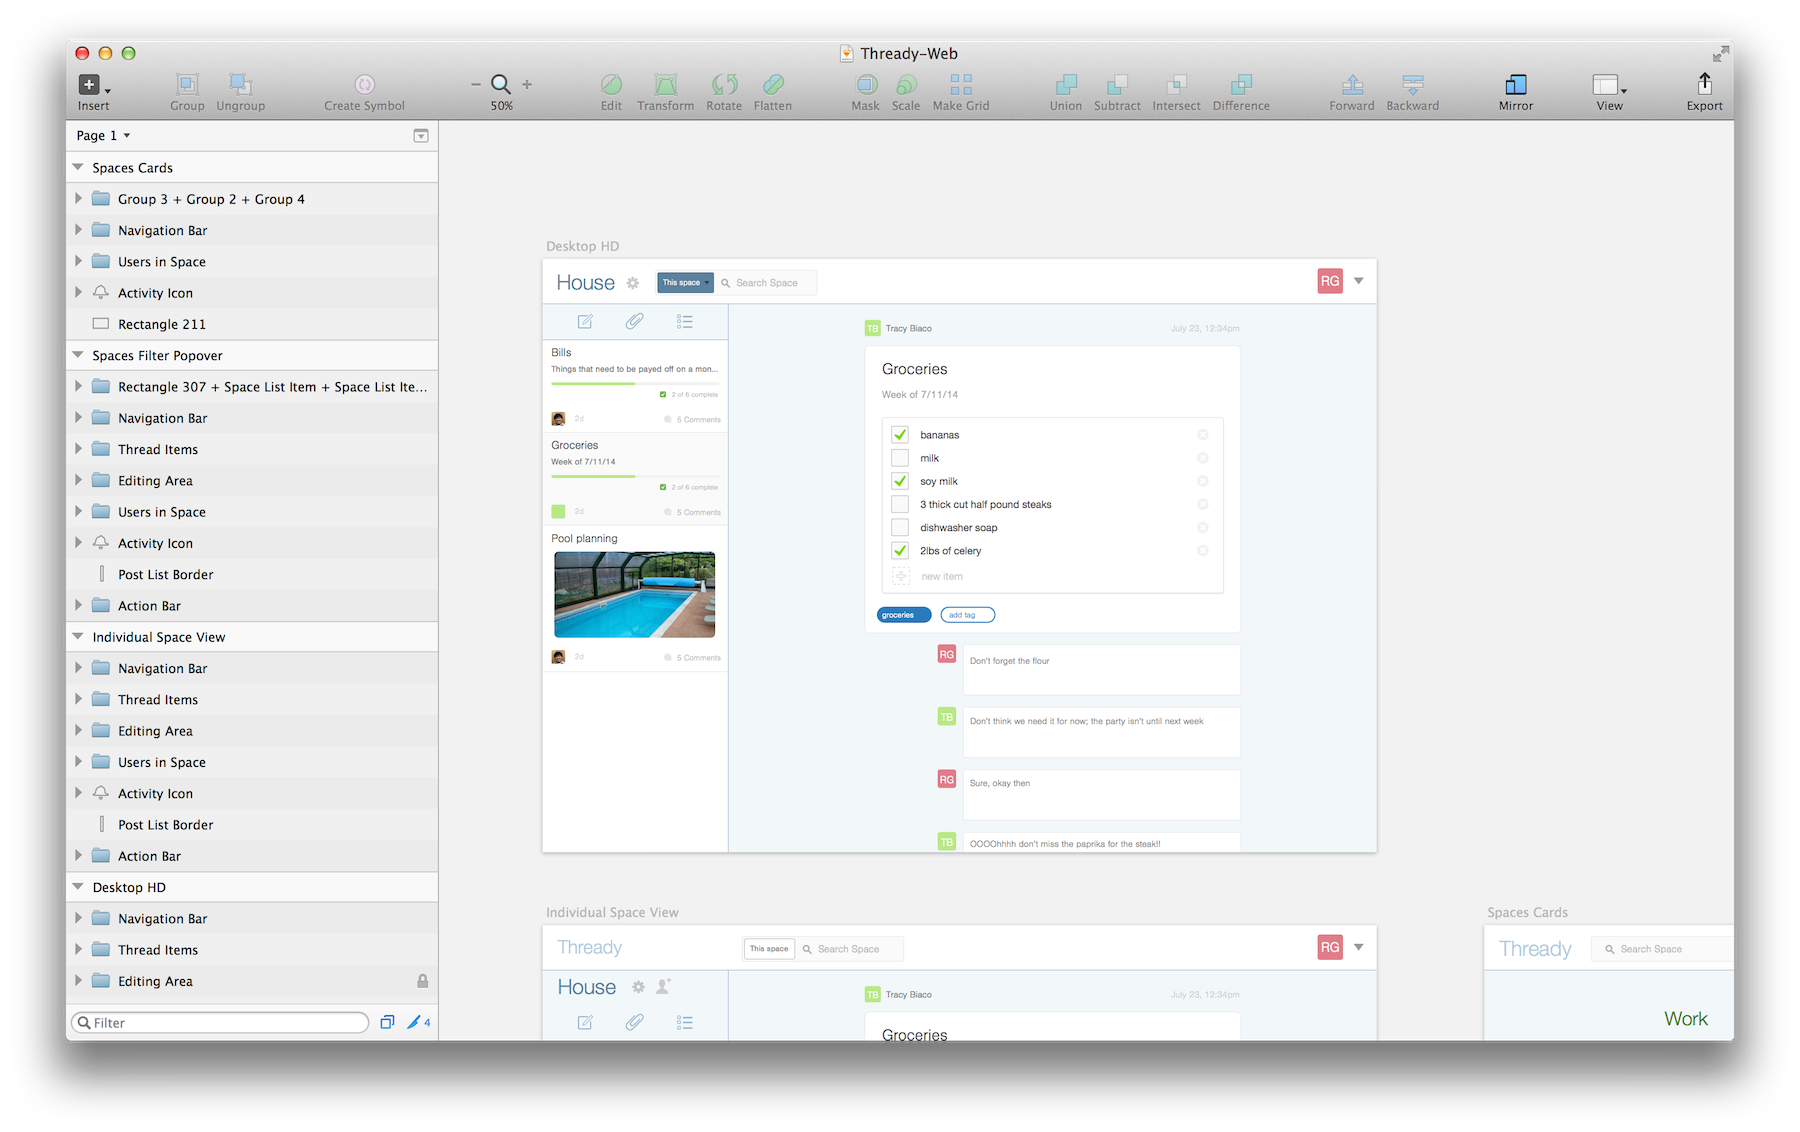 Thready-Web
Insert
Group
Ungroup
Create Symbol
50%
Edit
Transform
Rotate
Flatten
Mask
Scale
Make Grid
Union
Subtract
Intersect
Difference
Forward
Backward
Mirror
View
Export
Page 1
Spaces Cards
Group 3 + Group 2 + Group 4
Navigation Bar
Users in Space
Activity Icon
Rectangle 211
Spaces Filter Popover
Rectangle 307 + Space List Item + Space List Ite...
Navigation Bar
Thread Items
Editing Area
Users in Space
Activity Icon
Post List Border
Action Bar
Individual Space View
Navigation Bar
Thread Items
Editing Area
Users in Space
Activity Icon
Post List Border
Action Bar
Desktop HD
Navigation Bar
Thread Items
Editing Area
Filter
4
Desktop HD
House
This space
Search Space
RG
Bills
Things that need to be payed off on a mon...
2 of 6 complete
2d
5 Comments
Groceries
Week of 7/11/14
2 of 6 complete
2d
5 Comments
Pool planning
2d
5 Comments
TB
Tracy Biaco
July 23, 12:34pm
Groceries
Week of 7/11/14
bananas
milk
soy milk
3 thick cut half pound steaks
dishwasher soap
2lbs of celery
new item
groceries
add tag
RG
Don't forget the flour
TB
Don't think we need it for now; the party isn't until next week
RG
Sure, okay then
TB
OOOOhhhh don't miss the paprika for the steak!!
Individual Space View
Thready
This space
Search Space
RG
House
TB
Tracy Biaco
July 23, 12:34pm
Groceries
Spaces Cards
Thready
Search Space
Work